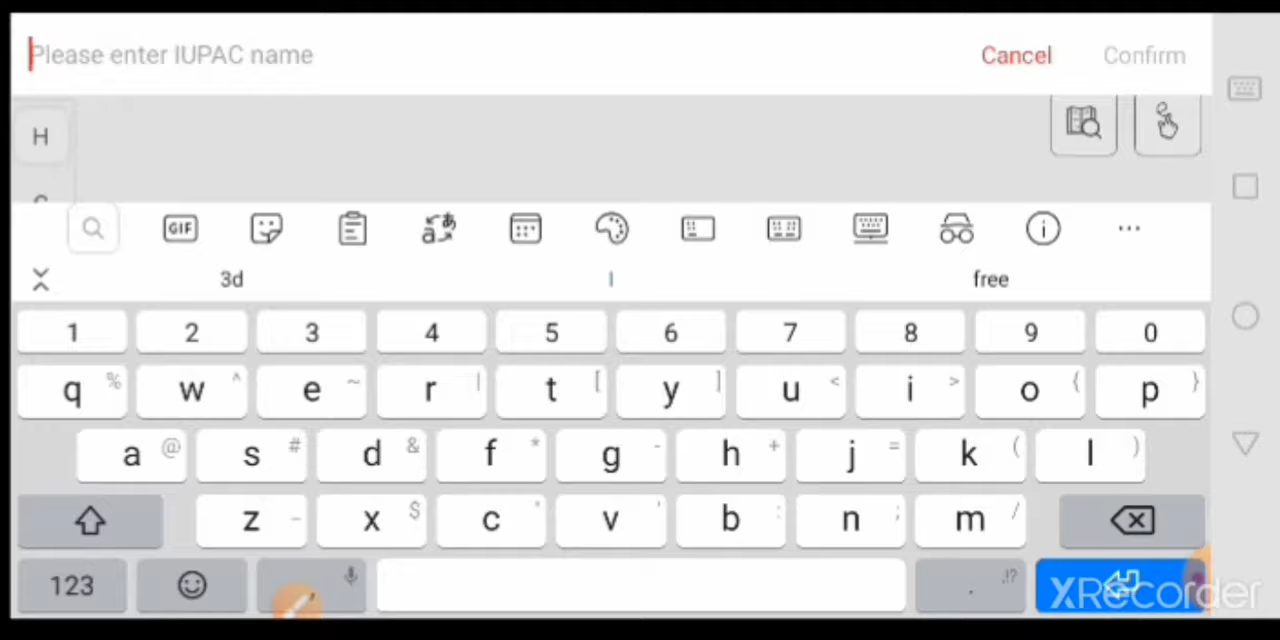 Please enter IUPAC name Cancel Confirm
H
GIF
3d free
1 2 3 4 5 6 7 8 9 0
q % w ^ e ~ r | t [ y ] u < i > o { p }
a @ s # d & f * g - h + j = k ( l )
z _ x $ c " v ' b : n ; m /
123 . .!?
XRecorder